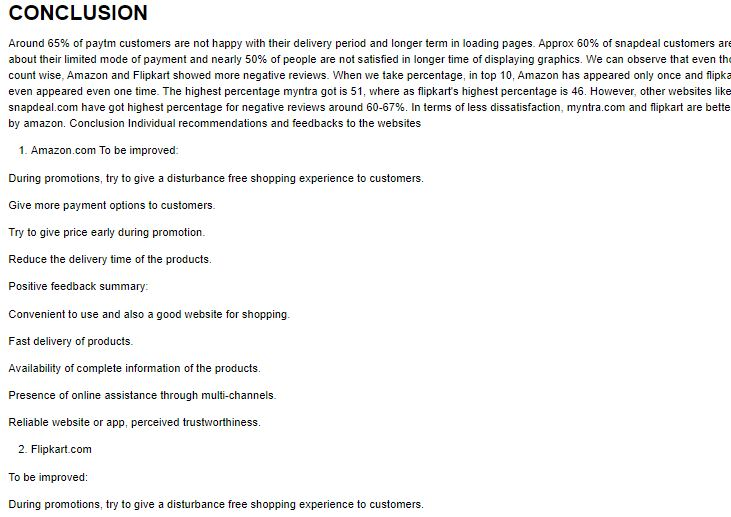 CONCLUSION
Around 65% of paytm customers are not happy with their delivery period and longer term in loading pages. Approx 60% of snapdeal customers are
about their limited mode of payment and nearly 50% of people are not satisfied in longer time of displaying graphics. We can observe that even
count wise, Amazon and Flipkart showed more negative reviews. When we take percentage, in top 10, Amazon has appeared only once and
even appeared even one time. The highest percentage myntra got is 51, where as flipkart's highest percentage is 46. However, other websites like
snapdeal.com have got highest percentage for negative reviews around 60-67%. In terms of less dissatisfaction, myntra.com and flipkart are
by amazon. Conclusion Individual recommendations and feedbacks to the websites
1. Amazon.com To be improved:
During promotions, try to give a disturbance free shopping experience to customers.
Give more payment options to customers.
Try to give price early during promotion.
Reduce the delivery time of the products.
Positive feedback summary:
Convenient to use and also a good website for shopping.
Fast delivery of products.
Availability of complete information of the products.
Presence of online assistance through multi-channels.
Reliable website or app, perceived trustworthiness.
2. Flipkart.com
To be improved:
During promotions, try to give a disturbance free shopping experience to customers.